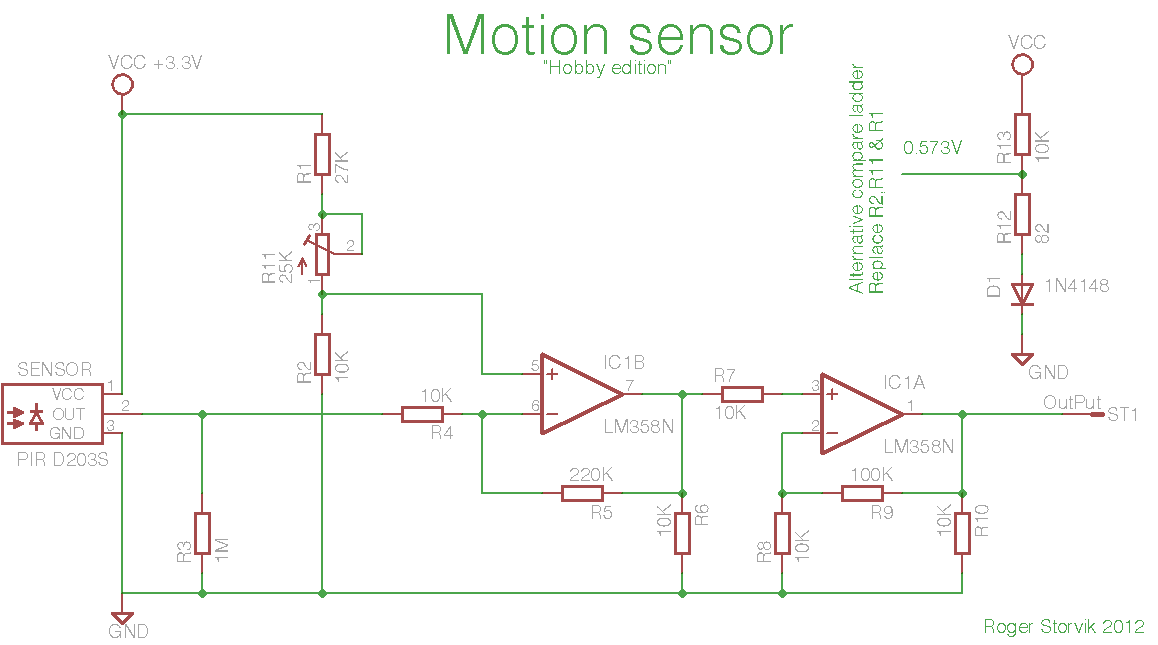 Motion sensor
"Hobby edition"
VCC +3.3V
VCC
Alternative compare ladder
Replace R2,R11 & R1
0.573V
R13
10K
R12
82
D1
1N4148
GND
R1
27K
3
2
1
R11
25K
R2
10K
SENSOR
VCC
OUT
GND
1
2
3
PIR D203S
10K
R4
5
6
7
IC1B
LM358N
R7
10K
3
2
1
IC1A
LM358N
OutPut
ST1
220K
R5
100K
R9
R3
1M
10K
R6
R8
10K
10K
R10
GND
Roger Storvik 2012